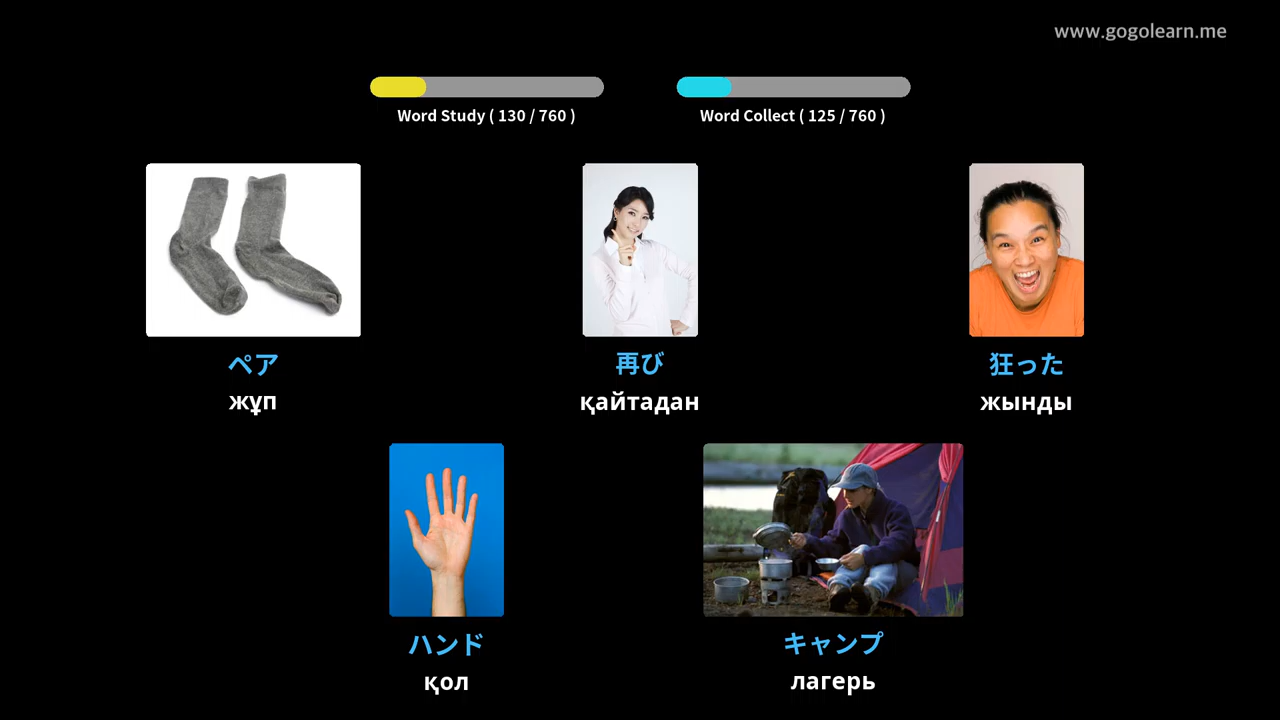 www.gogolearn.me
Word Study ( 130 / 760 )
Word Collect ( 125 / 760 )
ペア
жұп
再び
қайтадан
狂った
жынды
ハンド
қол
キャンプ
лагерь